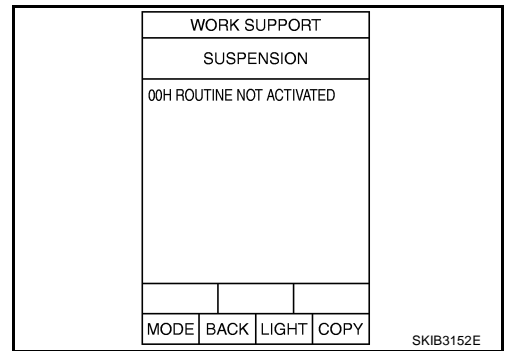 WORK SUPPORT
SUSPENSION
00H ROUTINE NOT ACTIVATED
MODE BACK LIGHT COPY
SKIB3152E